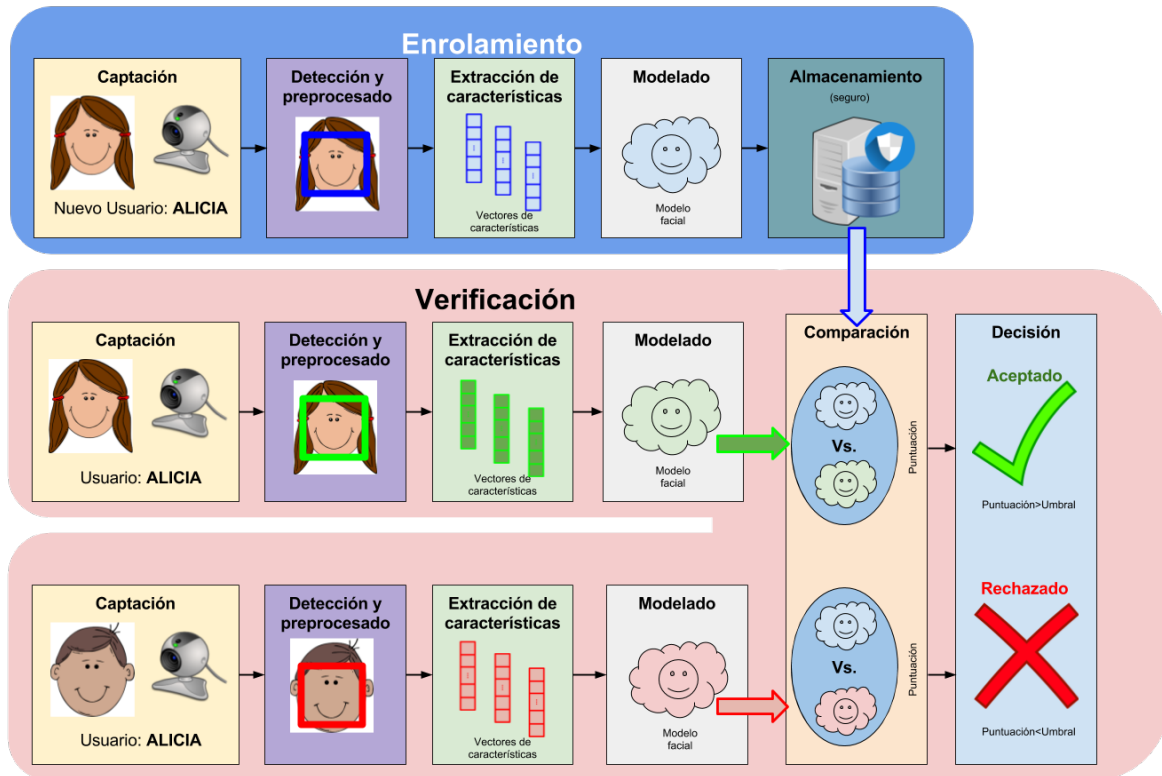 Enrolamiento
Captación
Nuevo Usuario: ALICIA
Detección y
preprocesado
Extracción de
características
Vectores de
características
Modelado
Modelo
facial
Almacenamiento
(seguro)
Verificación
Captación
Usuario: ALICIA
Detección y
preprocesado
Extracción de
características
Vectores de
características
Modelado
Modelo
facial
Comparación
Vs.
Puntuación
Decisión
Aceptado
Puntuación>Umbral
Captación
Usuario: ALICIA
Detección y
preprocesado
Extracción de
características
Vectores de
características
Modelado
Modelo
facial
Vs.
Puntuación
Rechazado
Puntuación<Umbral